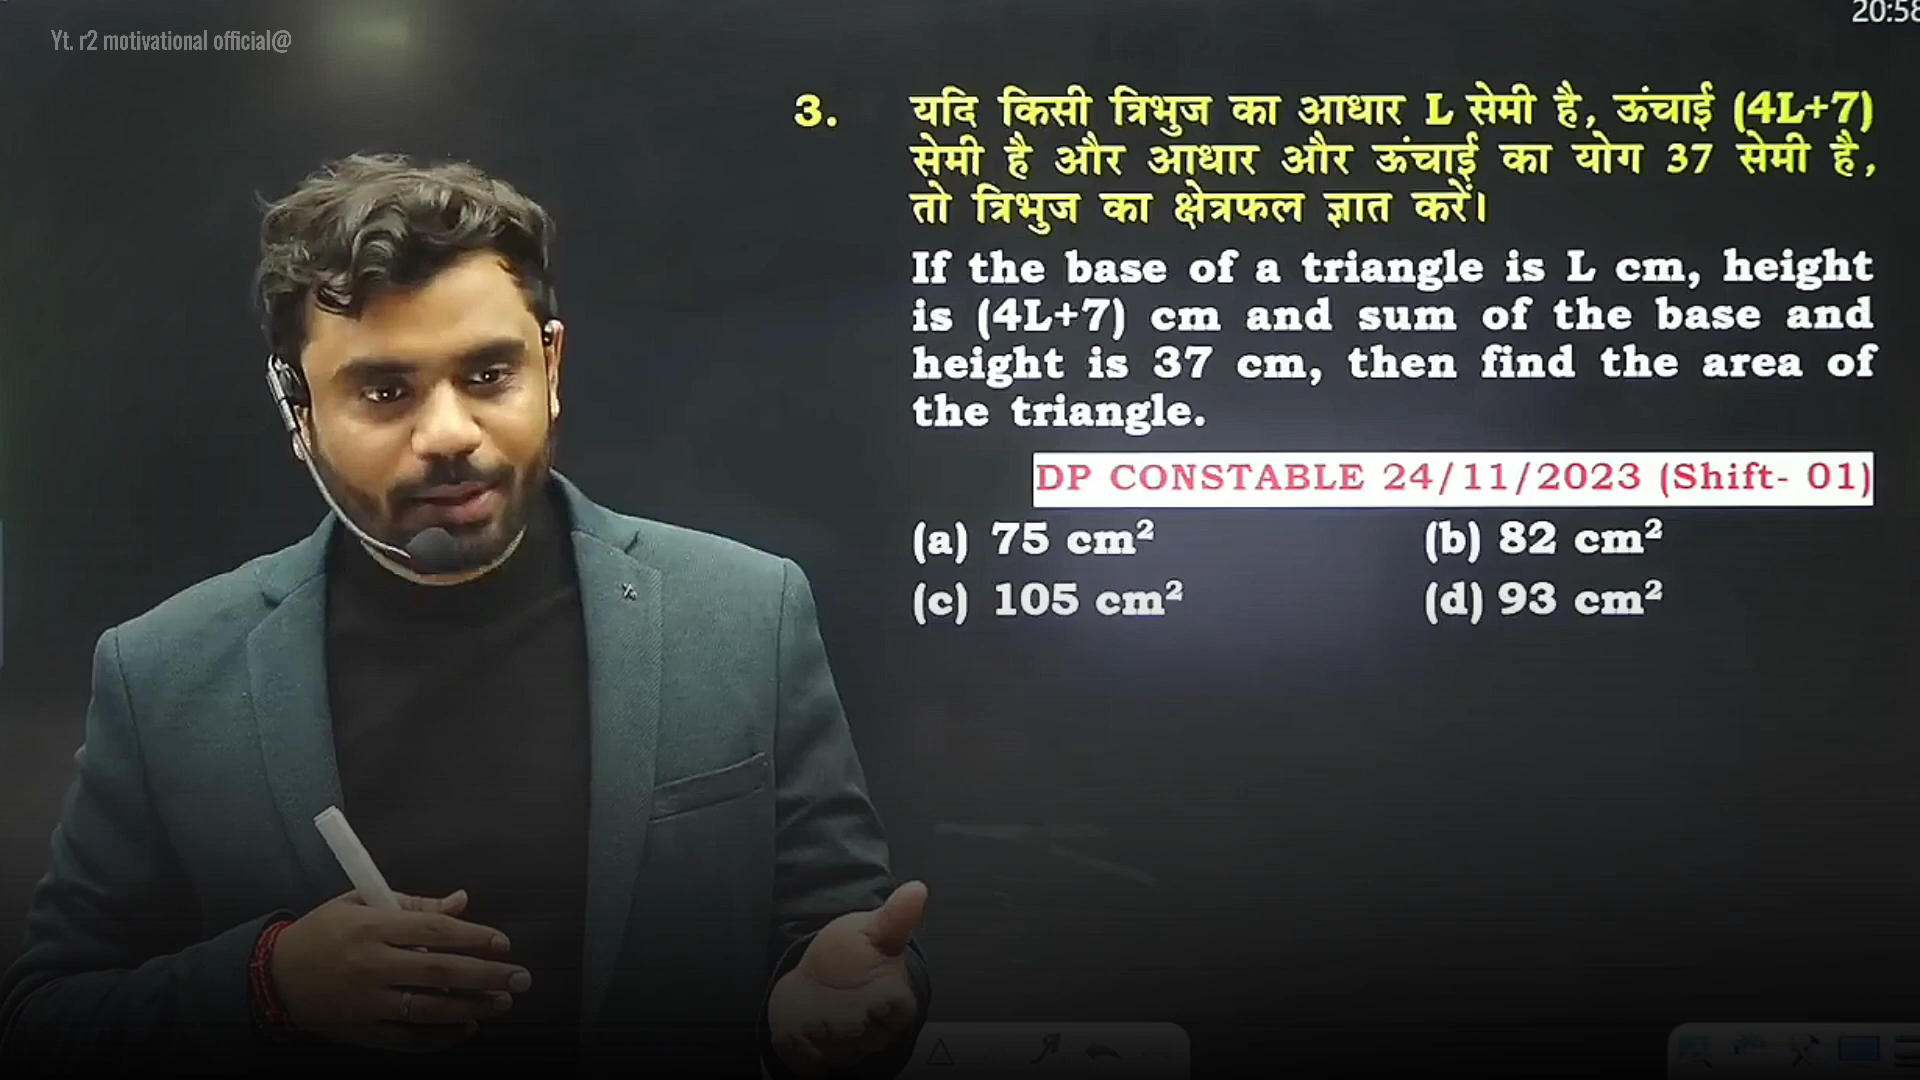 Yt. r2 motivational official@
20:58
3. यदि किसी त्रिभुज का आधार L सेमी है, ऊंचाई (4L+7)
सेमी है और आधार और ऊंचाई का योग 37 सेमी है,
तो त्रिभुज का क्षेत्रफल ज्ञात करें।
If the base of a triangle is L cm, height
is (4L+7) cm and sum of the base and
height is 37 cm, then find the area of
the triangle.
DP CONSTABLE 24/11/2023 (Shift- 01)
(a) 75 cm² (b) 82 cm²
(c) 105 cm² (d) 93 cm²